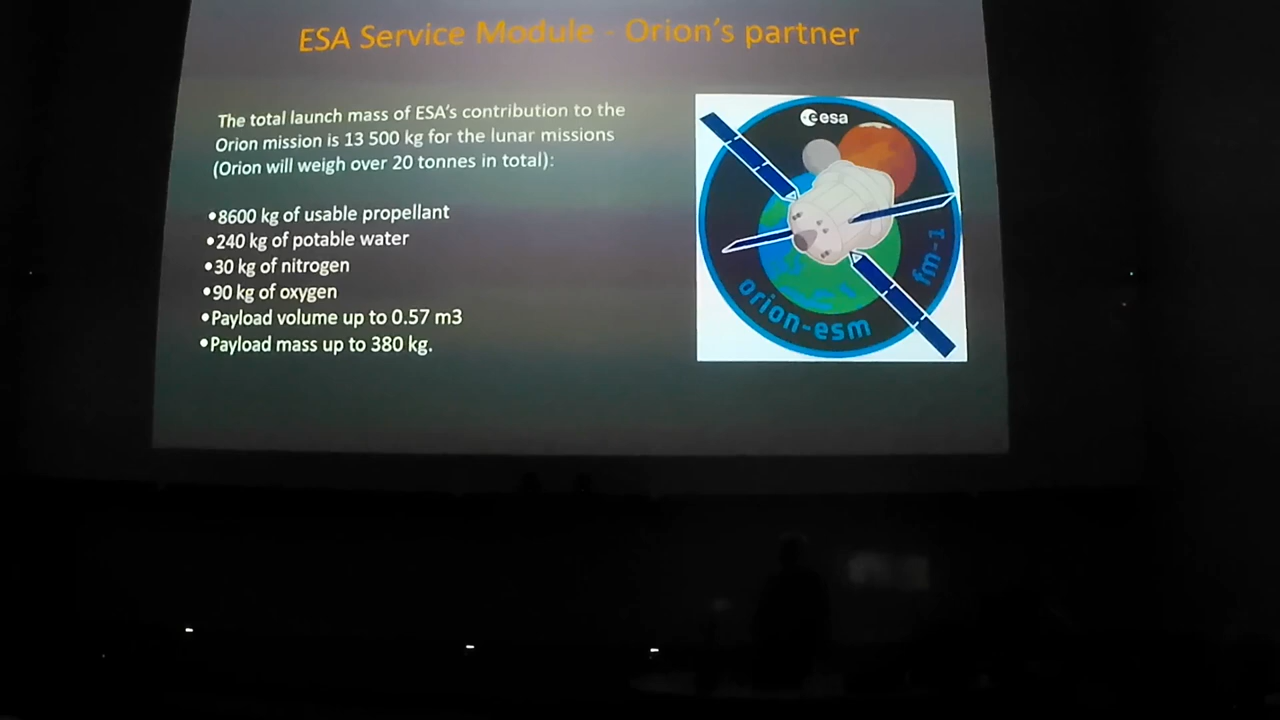 ESA Service Module - Orion's partner
The total launch mass of ESA's contribution to the
Orion mission is 13 500 kg for the lunar missions
(Orion will weigh over 20 tonnes in total):
•8600 kg of usable propellant
•240 kg of potable water
•30 kg of nitrogen
•90 kg of oxygen
•Payload volume up to 0.57 m3
•Payload mass up to 380 kg.
esa
orion-esm
fm-1